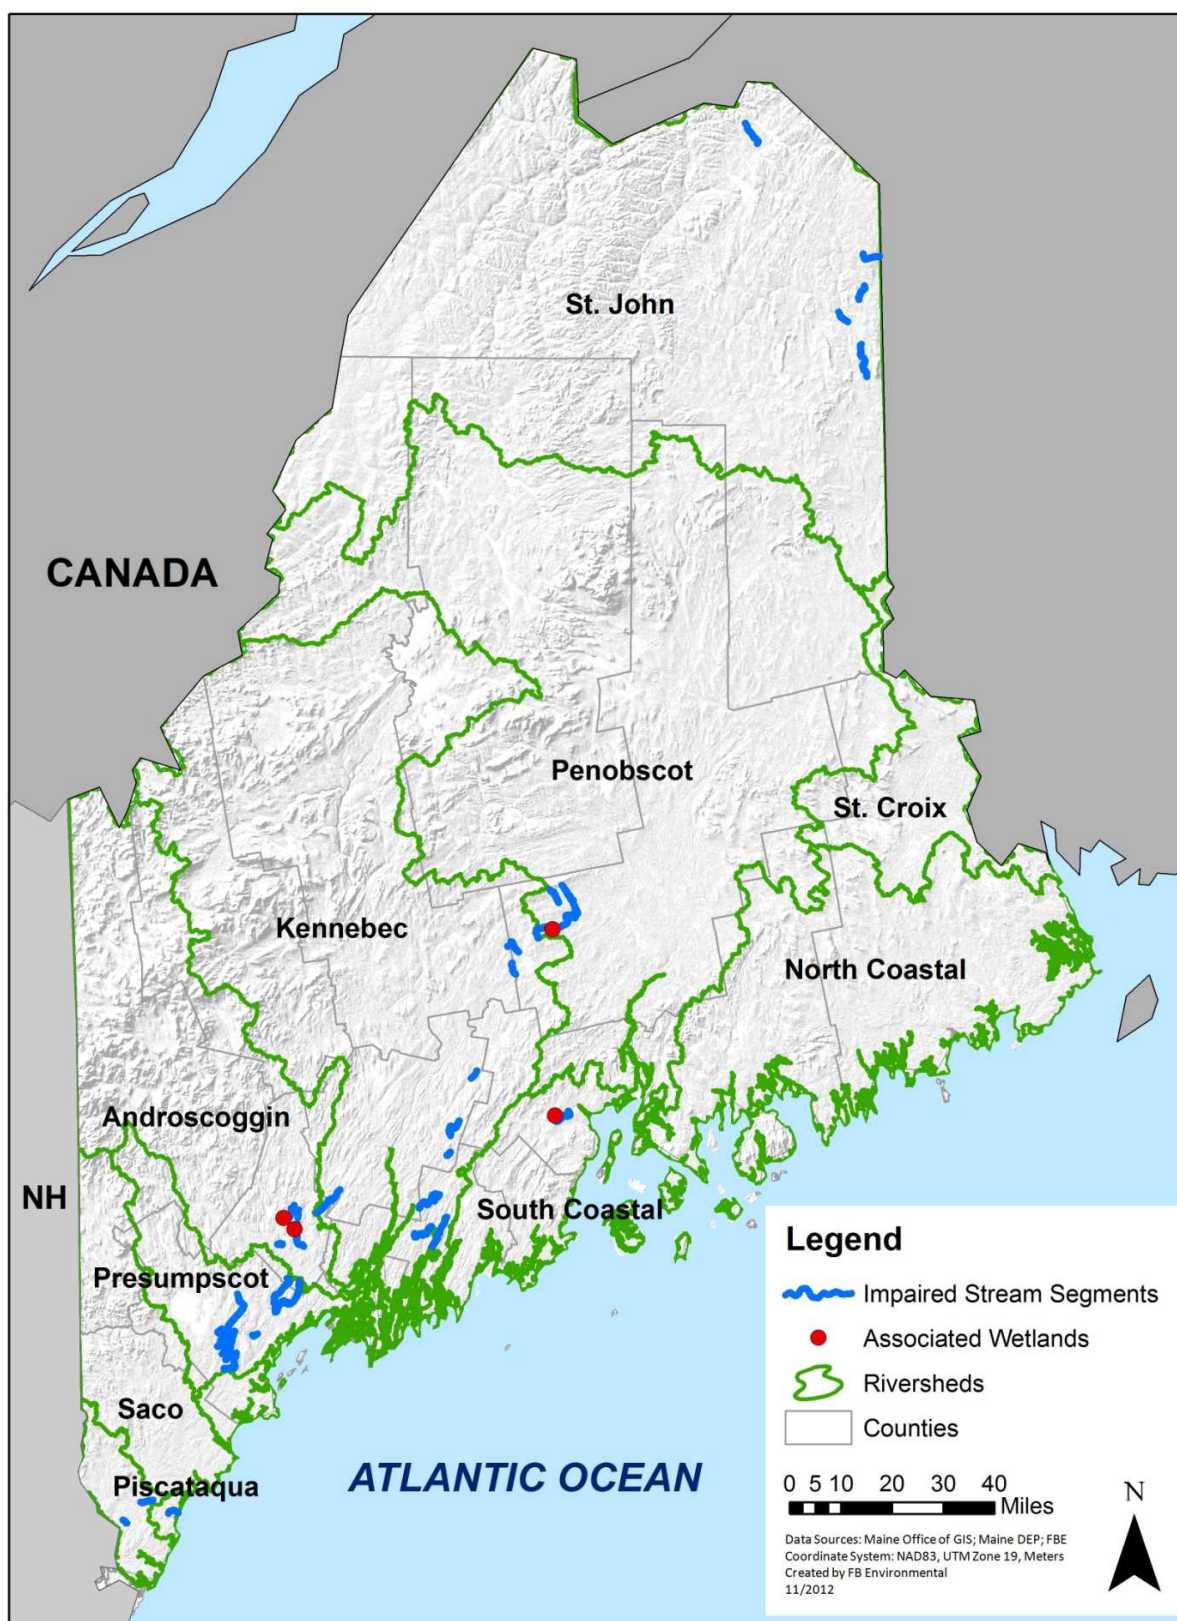 St. John
CANADA
Penobscot
St. Croix
Kennebec
North Coastal
Androscoggin
NH
South Coastal
Presumpscot
Saco
ATLANTIC OCEAN
Piscataqua
Legend
Impaired Stream Segments
Associated Wetlands
Riversheds
Counties
0 5 10 20 30 40
Miles
N
Data Sources: Maine Office of GIS; Maine DEP; FBE
Coordinate System: NAD83, UTM Zone 19, Meters
Created by FB Environmental
11/2012